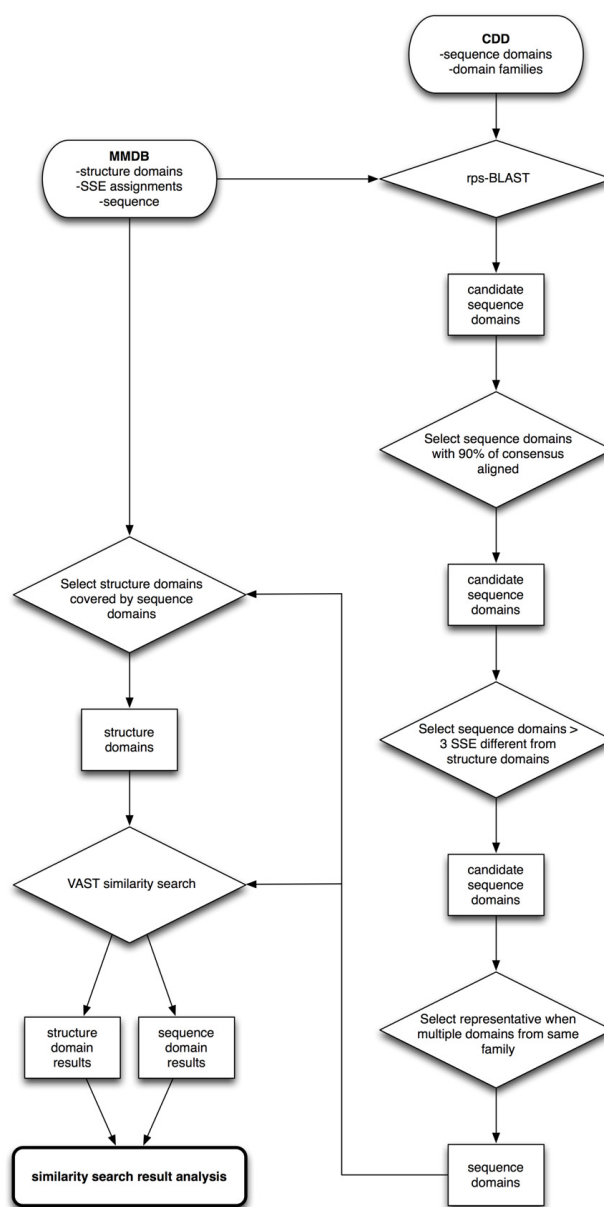 CDD
-sequence domains
-domain families
MMDB
-structure domains
-SSE assignments
-sequence
rps-BLAST
candidate
sequence
domains
Select sequence domains
with 90% of consensus
aligned
candidate
sequence
domains
Select structure domains
covered by sequence
domains
structure
domains
Select sequence domains >
3 SSE different from
structure domains
VAST similarity search
candidate
sequence
domains
structure
domain
results
sequence
domain
results
Select representative when
multiple domains from same
family
similarity search result analysis
sequence
domains